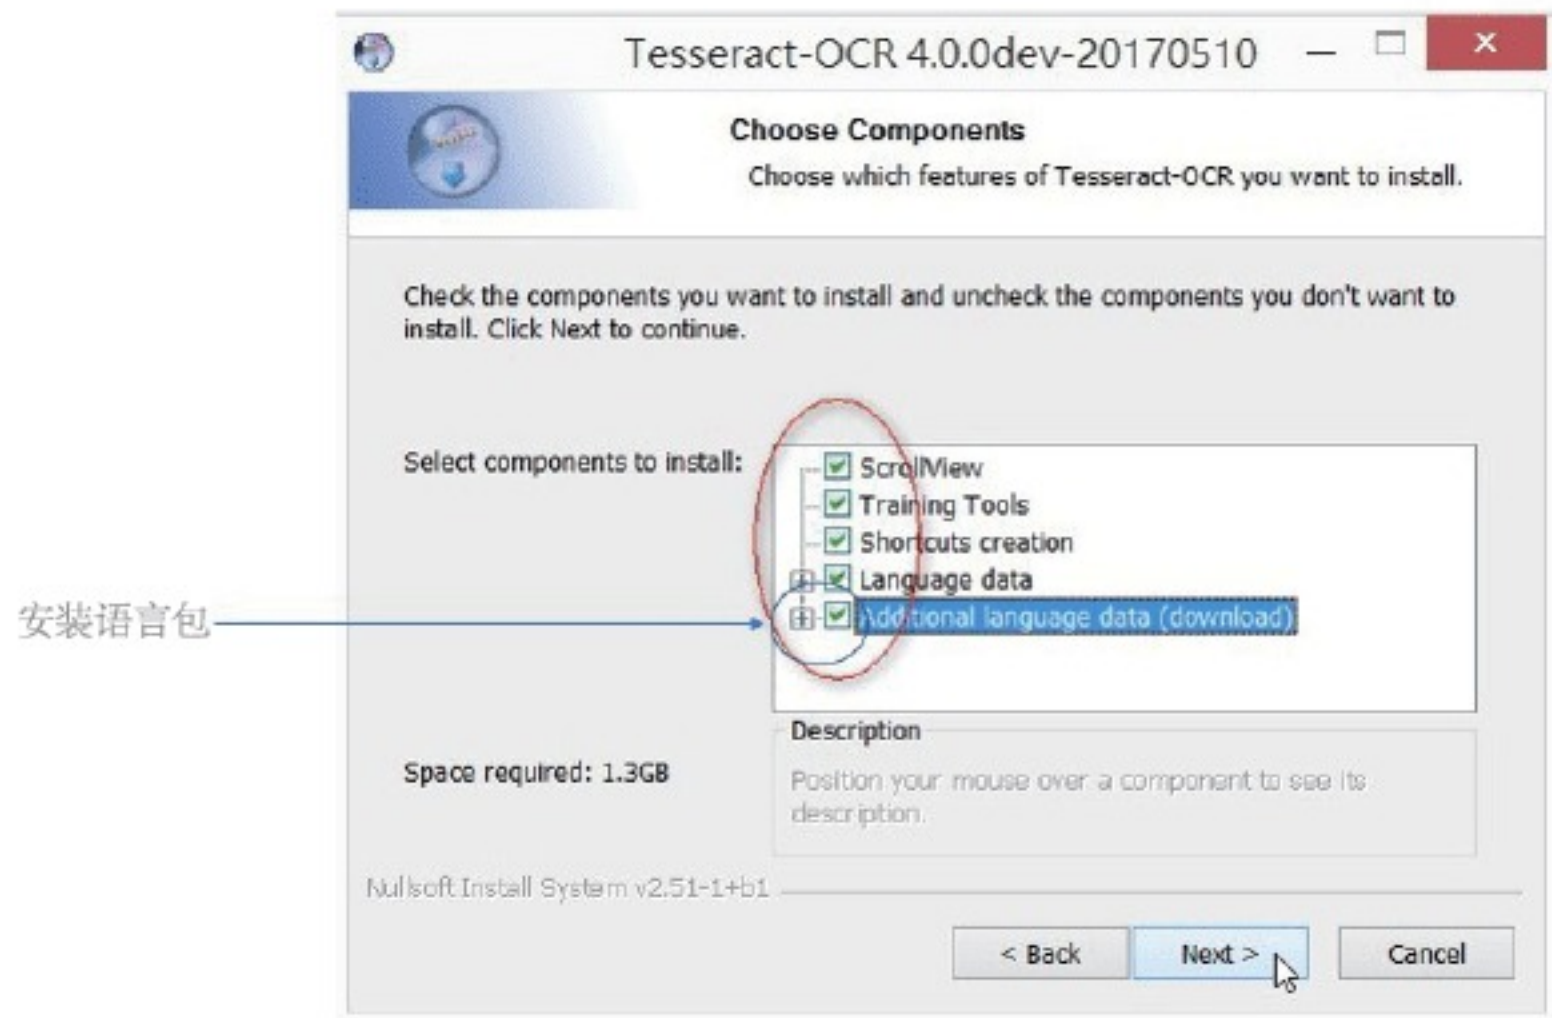 Tesseract-OCR 4.0.0dev-20170510
Choose Components
Choose which features of Tesseract-OCR you want to install.
Check the components you want to install and uncheck the components you don't want to
install. Click Next to continue.
Select components to install:
ScrollView
Training Tools
Shortcuts creation
Language data
Additional language data (download)
安装语言包
Space required: 1.3GB
Description
Position your mouse over a component to see its
description.
Nullsoft Install System v2.51-1+b1
< Back
Next >
Cancel